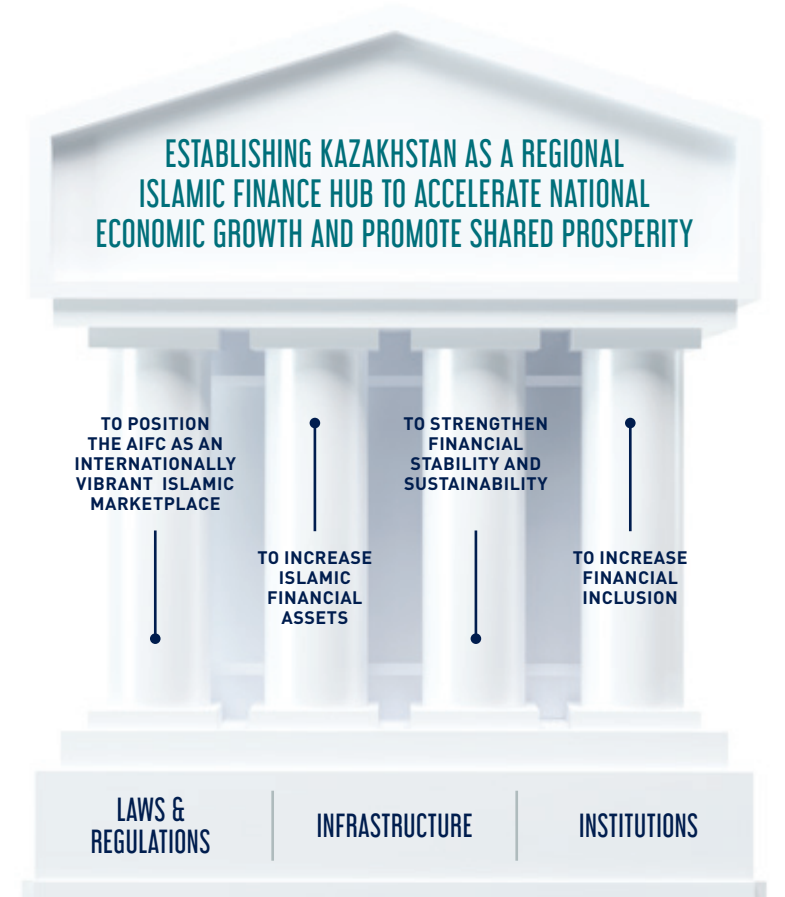 ESTABLISHING KAZAKHSTAN AS A REGIONAL
ISLAMIC FINANCE HUB TO ACCELERATE NATIONAL
ECONOMIC GROWTH AND PROMOTE SHARED PROSPERITY
TO POSITION
THE AIFC AS AN
INTERNATIONALLY
VIBRANT ISLAMIC
MARKETPLACE
TO INCREASE
ISLAMIC
FINANCIAL
ASSETS
TO STRENGTHEN
FINANCIAL
STABILITY AND
SUSTAINABILITY
TO INCREASE
FINANCIAL
INCLUSION
LAWS &
REGULATIONS
INFRASTRUCTURE
INSTITUTIONS